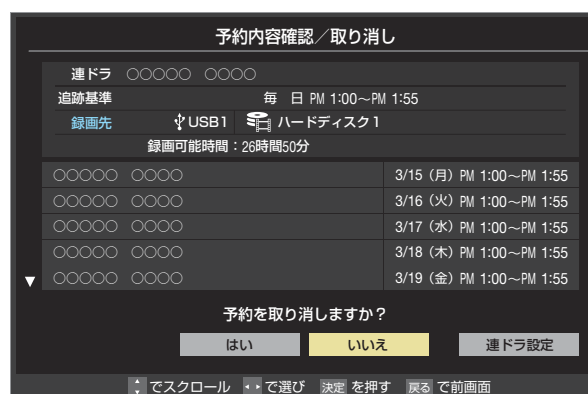 予約内容確認／取り消し
連ドラ ○○○○○ ○○○○
追跡基準 毎 日 PM 1:00～PM 1:55
録画先 USB1 ハードディスク1
録画可能時間：26時間50分
○○○○○ ○○○○ 3/15（月）PM 1:00～PM 1:55
○○○○○ ○○○○ 3/16（火）PM 1:00～PM 1:55
○○○○○ ○○○○ 3/17（水）PM 1:00～PM 1:55
○○○○○ ○○○○ 3/18（木）PM 1:00～PM 1:55
▼ ○○○○○ ○○○○ 3/19（金）PM 1:00～PM 1:55
予約を取り消しますか？
はい いいえ 連ドラ設定
でスクロール で選び 決定 を押す 戻る で前画面